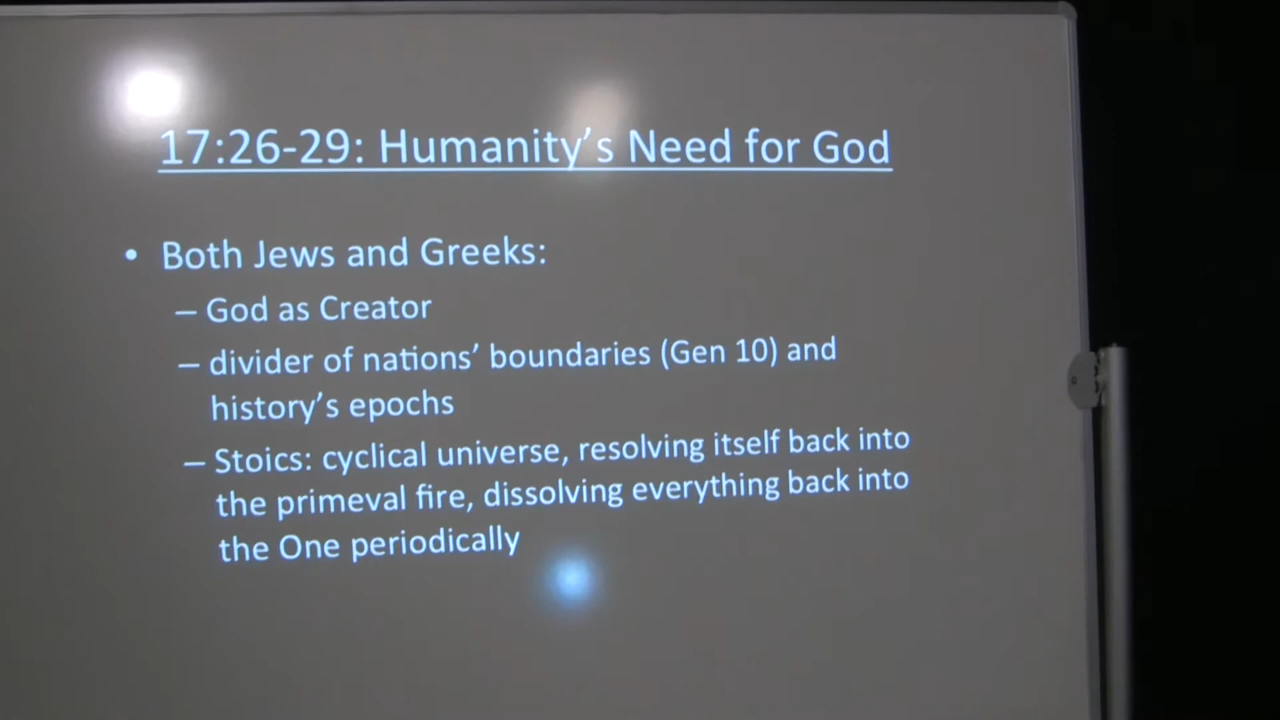 17:26-29: Humanity's Need for God
• Both Jews and Greeks:
– God as Creator
– divider of nations' boundaries (Gen 10) and
history's epochs
– Stoics: cyclical universe, resolving itself back into
the primeval fire, dissolving everything back into
the One periodically